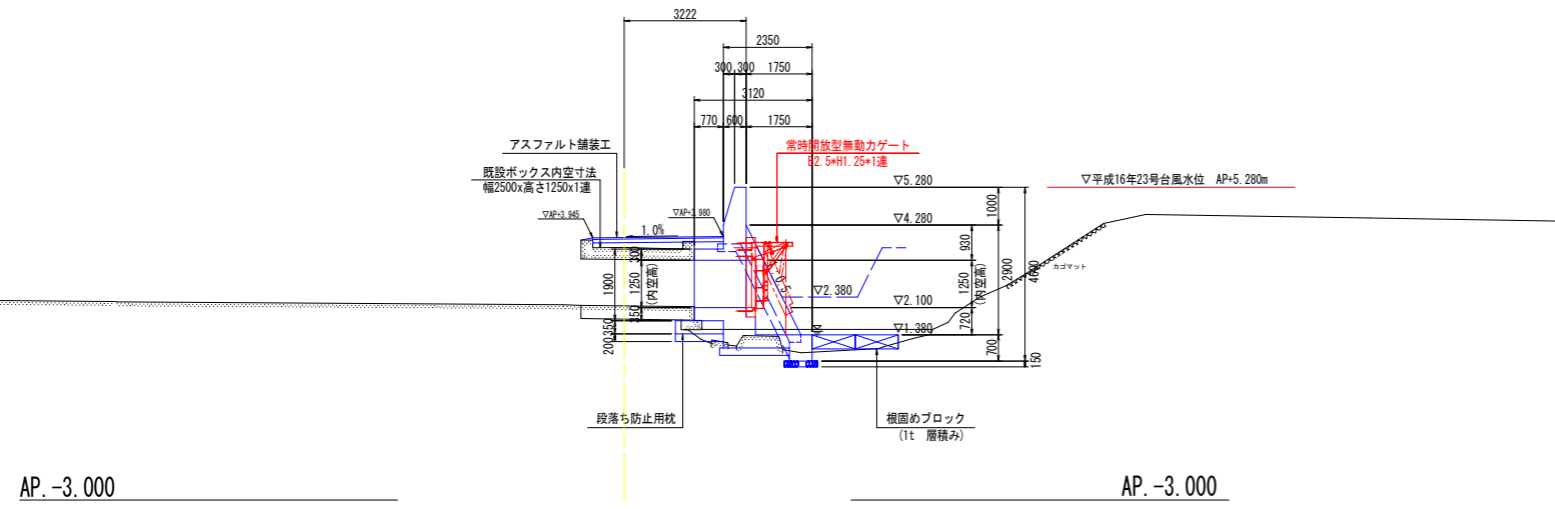 3222
2350
300 300 1750
3120
770 600 1750
アスファルト舗装工
常時開放型無動力ゲート
B2.5*H1.25*1連
既設ボックス内空寸法
幅2500x高さ1250x1連
▽5.280
▽平成16年23号台風水位 AP+5.280m
▽AP+3.945
▽AP+3.980
▽4.280
1000
1.0%
930
300
1900
1250
(内空高)
350
▽2.380
1250
(内空高)
2900
カゴマット
▽2.100
720
▽1.380
350
200
700
150
段落ち防止用枕
根固めブロック
(1t 層積み)
AP.-3.000
AP.-3.000